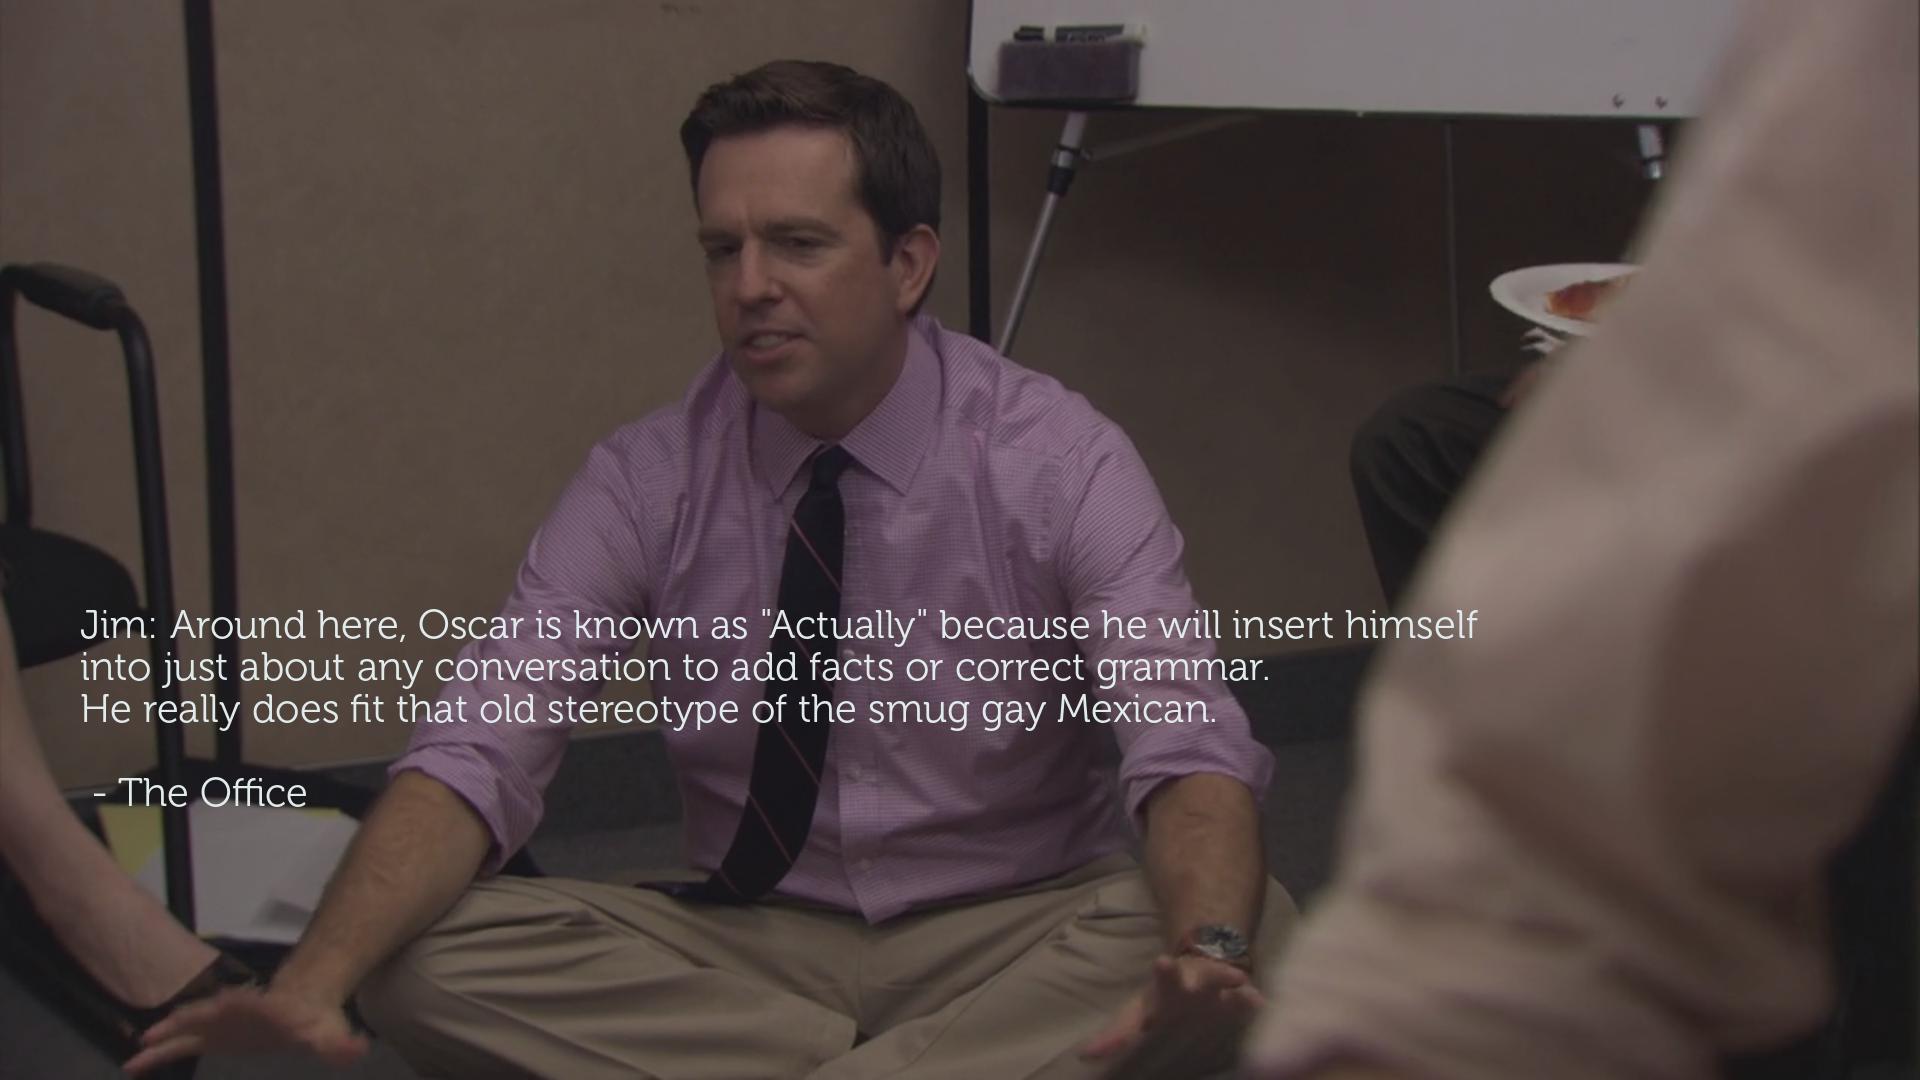 Jim: Around here, Oscar is known as "Actually" because he will insert himself
into just about any conversation to add facts or correct grammar.
He really does fit that old stereotype of the smug gay Mexican.
- The Office